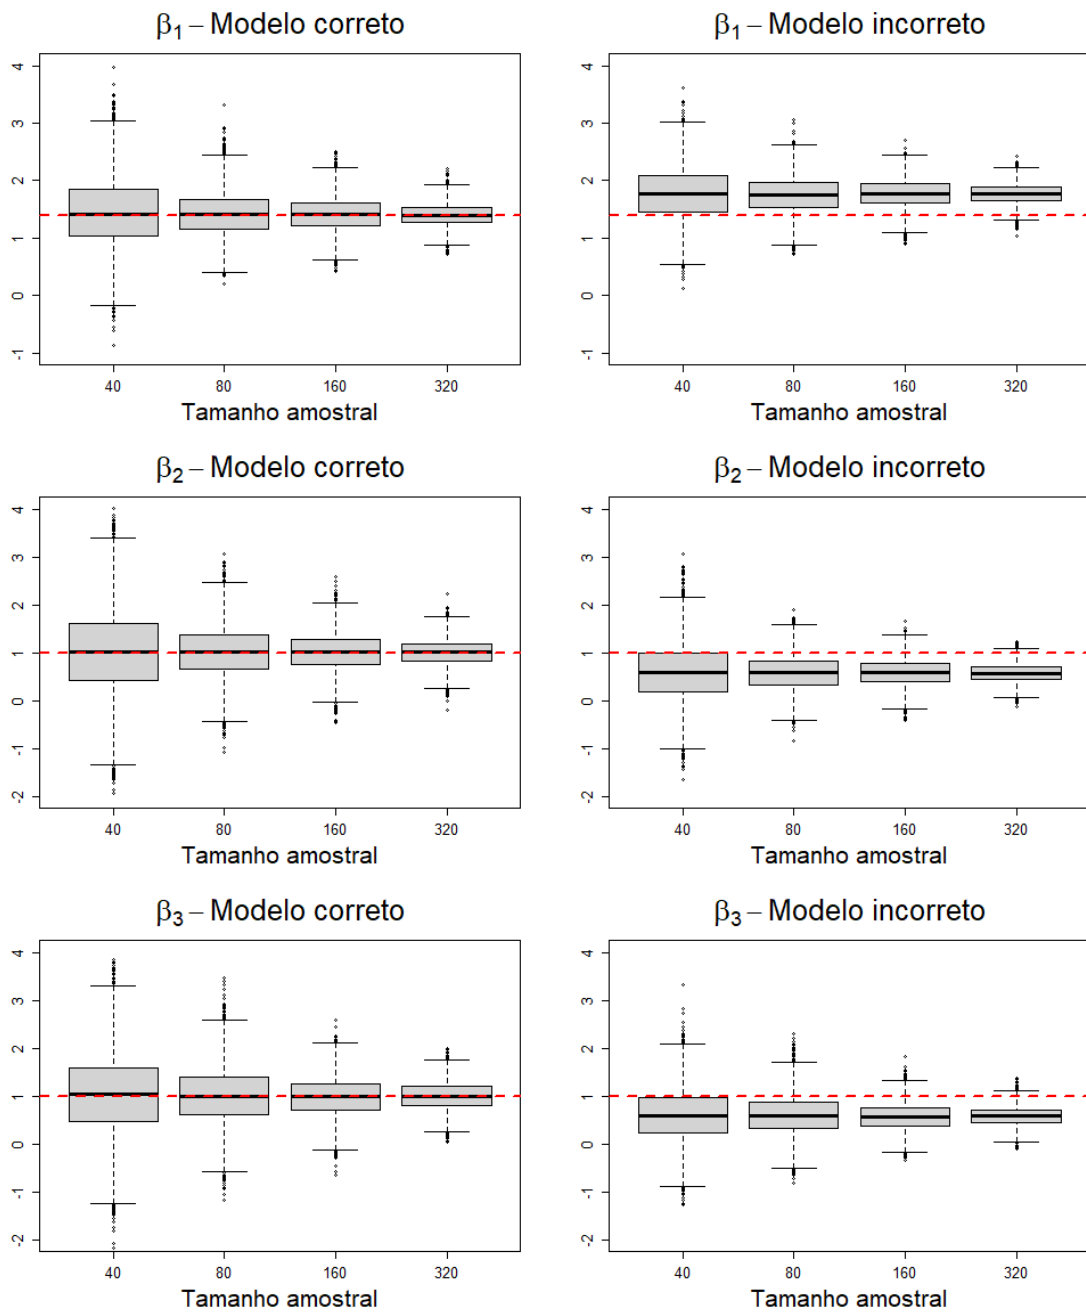 β1 – Modelo correto
4
3
2
1
0
-1
40 80 160 320
Tamanho amostral
β1 – Modelo incorreto
4
3
2
1
0
-1
40 80 160 320
Tamanho amostral
β2 – Modelo correto
4
3
2
1
0
-1
-2
40 80 160 320
Tamanho amostral
β2 – Modelo incorreto
4
3
2
1
0
-1
-2
40 80 160 320
Tamanho amostral
β3 – Modelo correto
4
3
2
1
0
-1
-2
40 80 160 320
Tamanho amostral
β3 – Modelo incorreto
4
3
2
1
0
-1
-2
40 80 160 320
Tamanho amostral